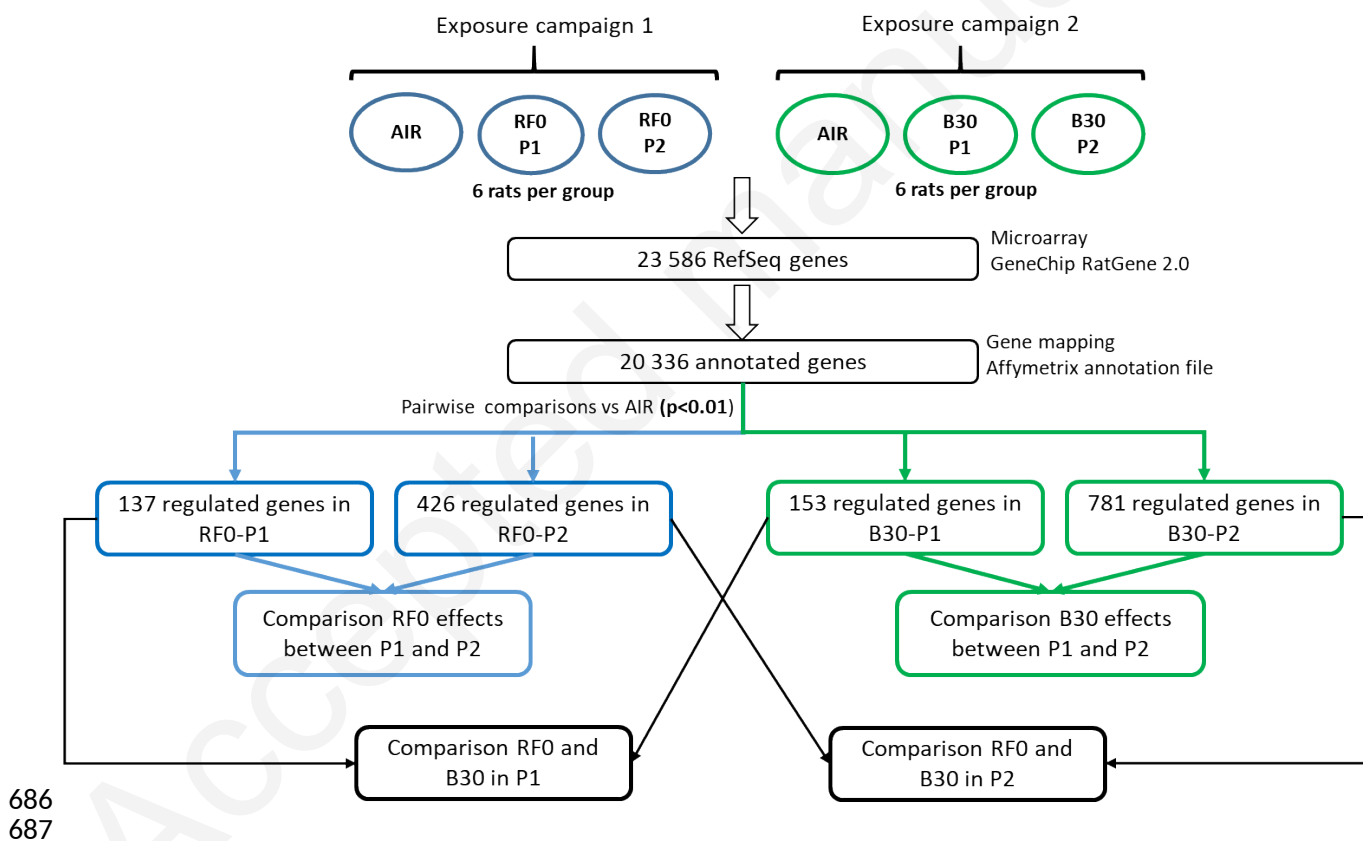 Exposure campaign 1
Exposure campaign 2
AIR
RF0
P1
RF0
P2
AIR
B30
P1
B30
P2
6 rats per group
6 rats per group
23 586 RefSeq genes
Microarray
GeneChip RatGene 2.0
20 336 annotated genes
Gene mapping
Affymetrix annotation file
Pairwise comparisons vs AIR (p<0.01)
137 regulated genes in
RF0-P1
426 regulated genes in
RF0-P2
153 regulated genes in
B30-P1
781 regulated genes in
B30-P2
Comparison RF0 effects
between P1 and P2
Comparison B30 effects
between P1 and P2
Comparison RF0 and
B30 in P1
Comparison RF0 and
B30 in P2
686
687
Accepted manu